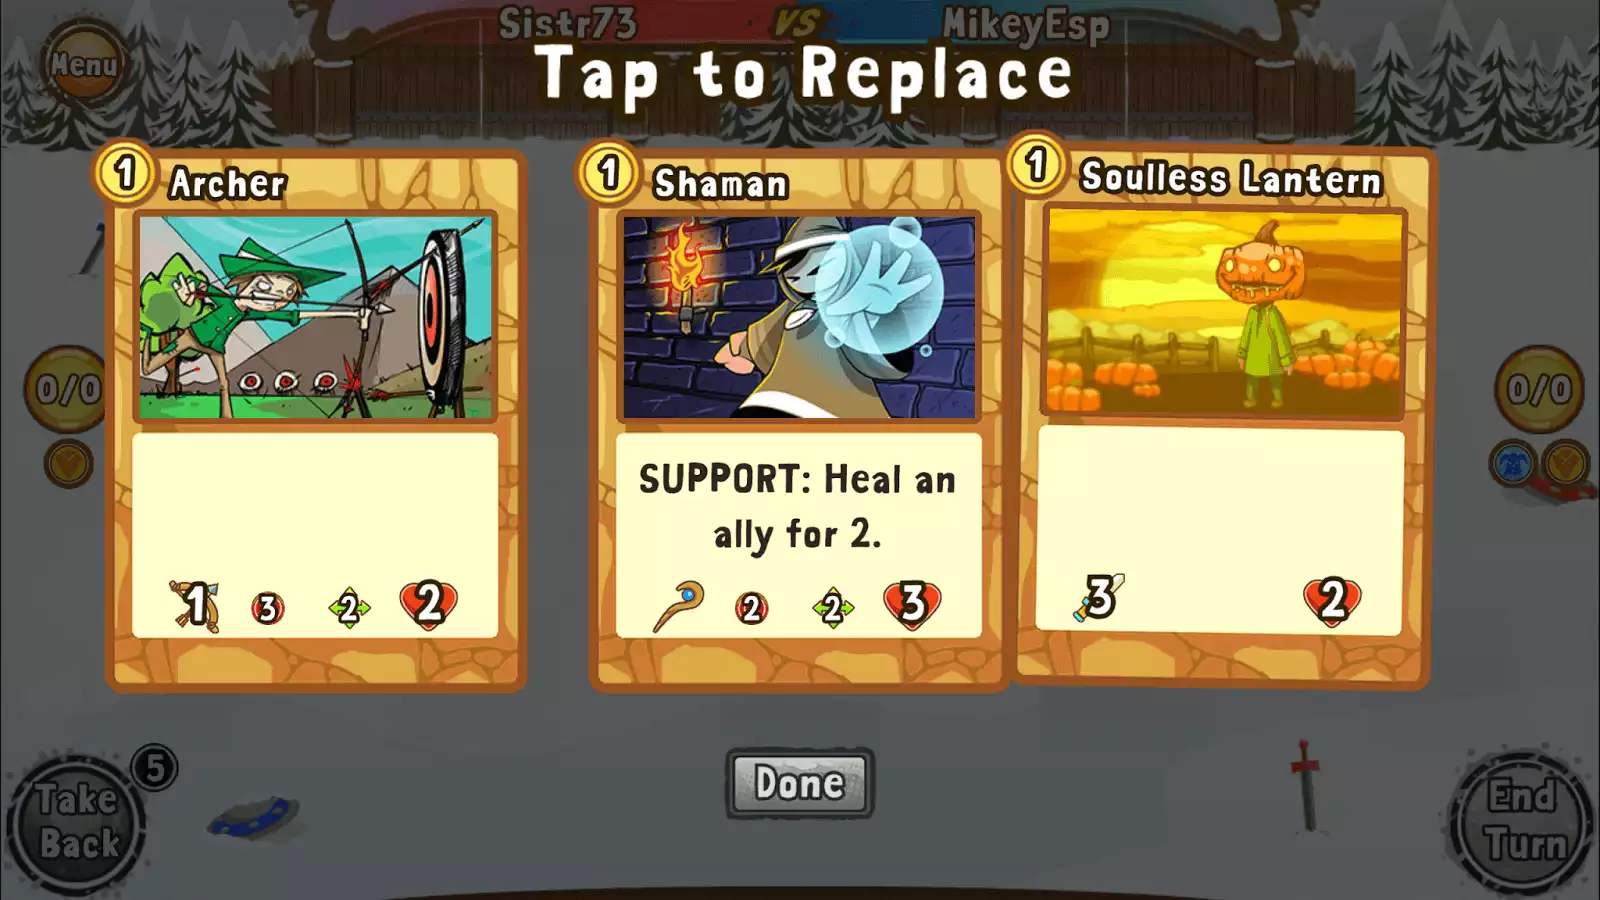 Sistr73 VS MikeyEsp
Menu
Tap to Replace
1 Archer
1 Shaman
1 Soulless Lantern
0/0
0/0
SUPPORT: Heal an
ally for 2.
1 3 2 2
2 2 3
3 2
5
Take
Back
Done
End
Turn